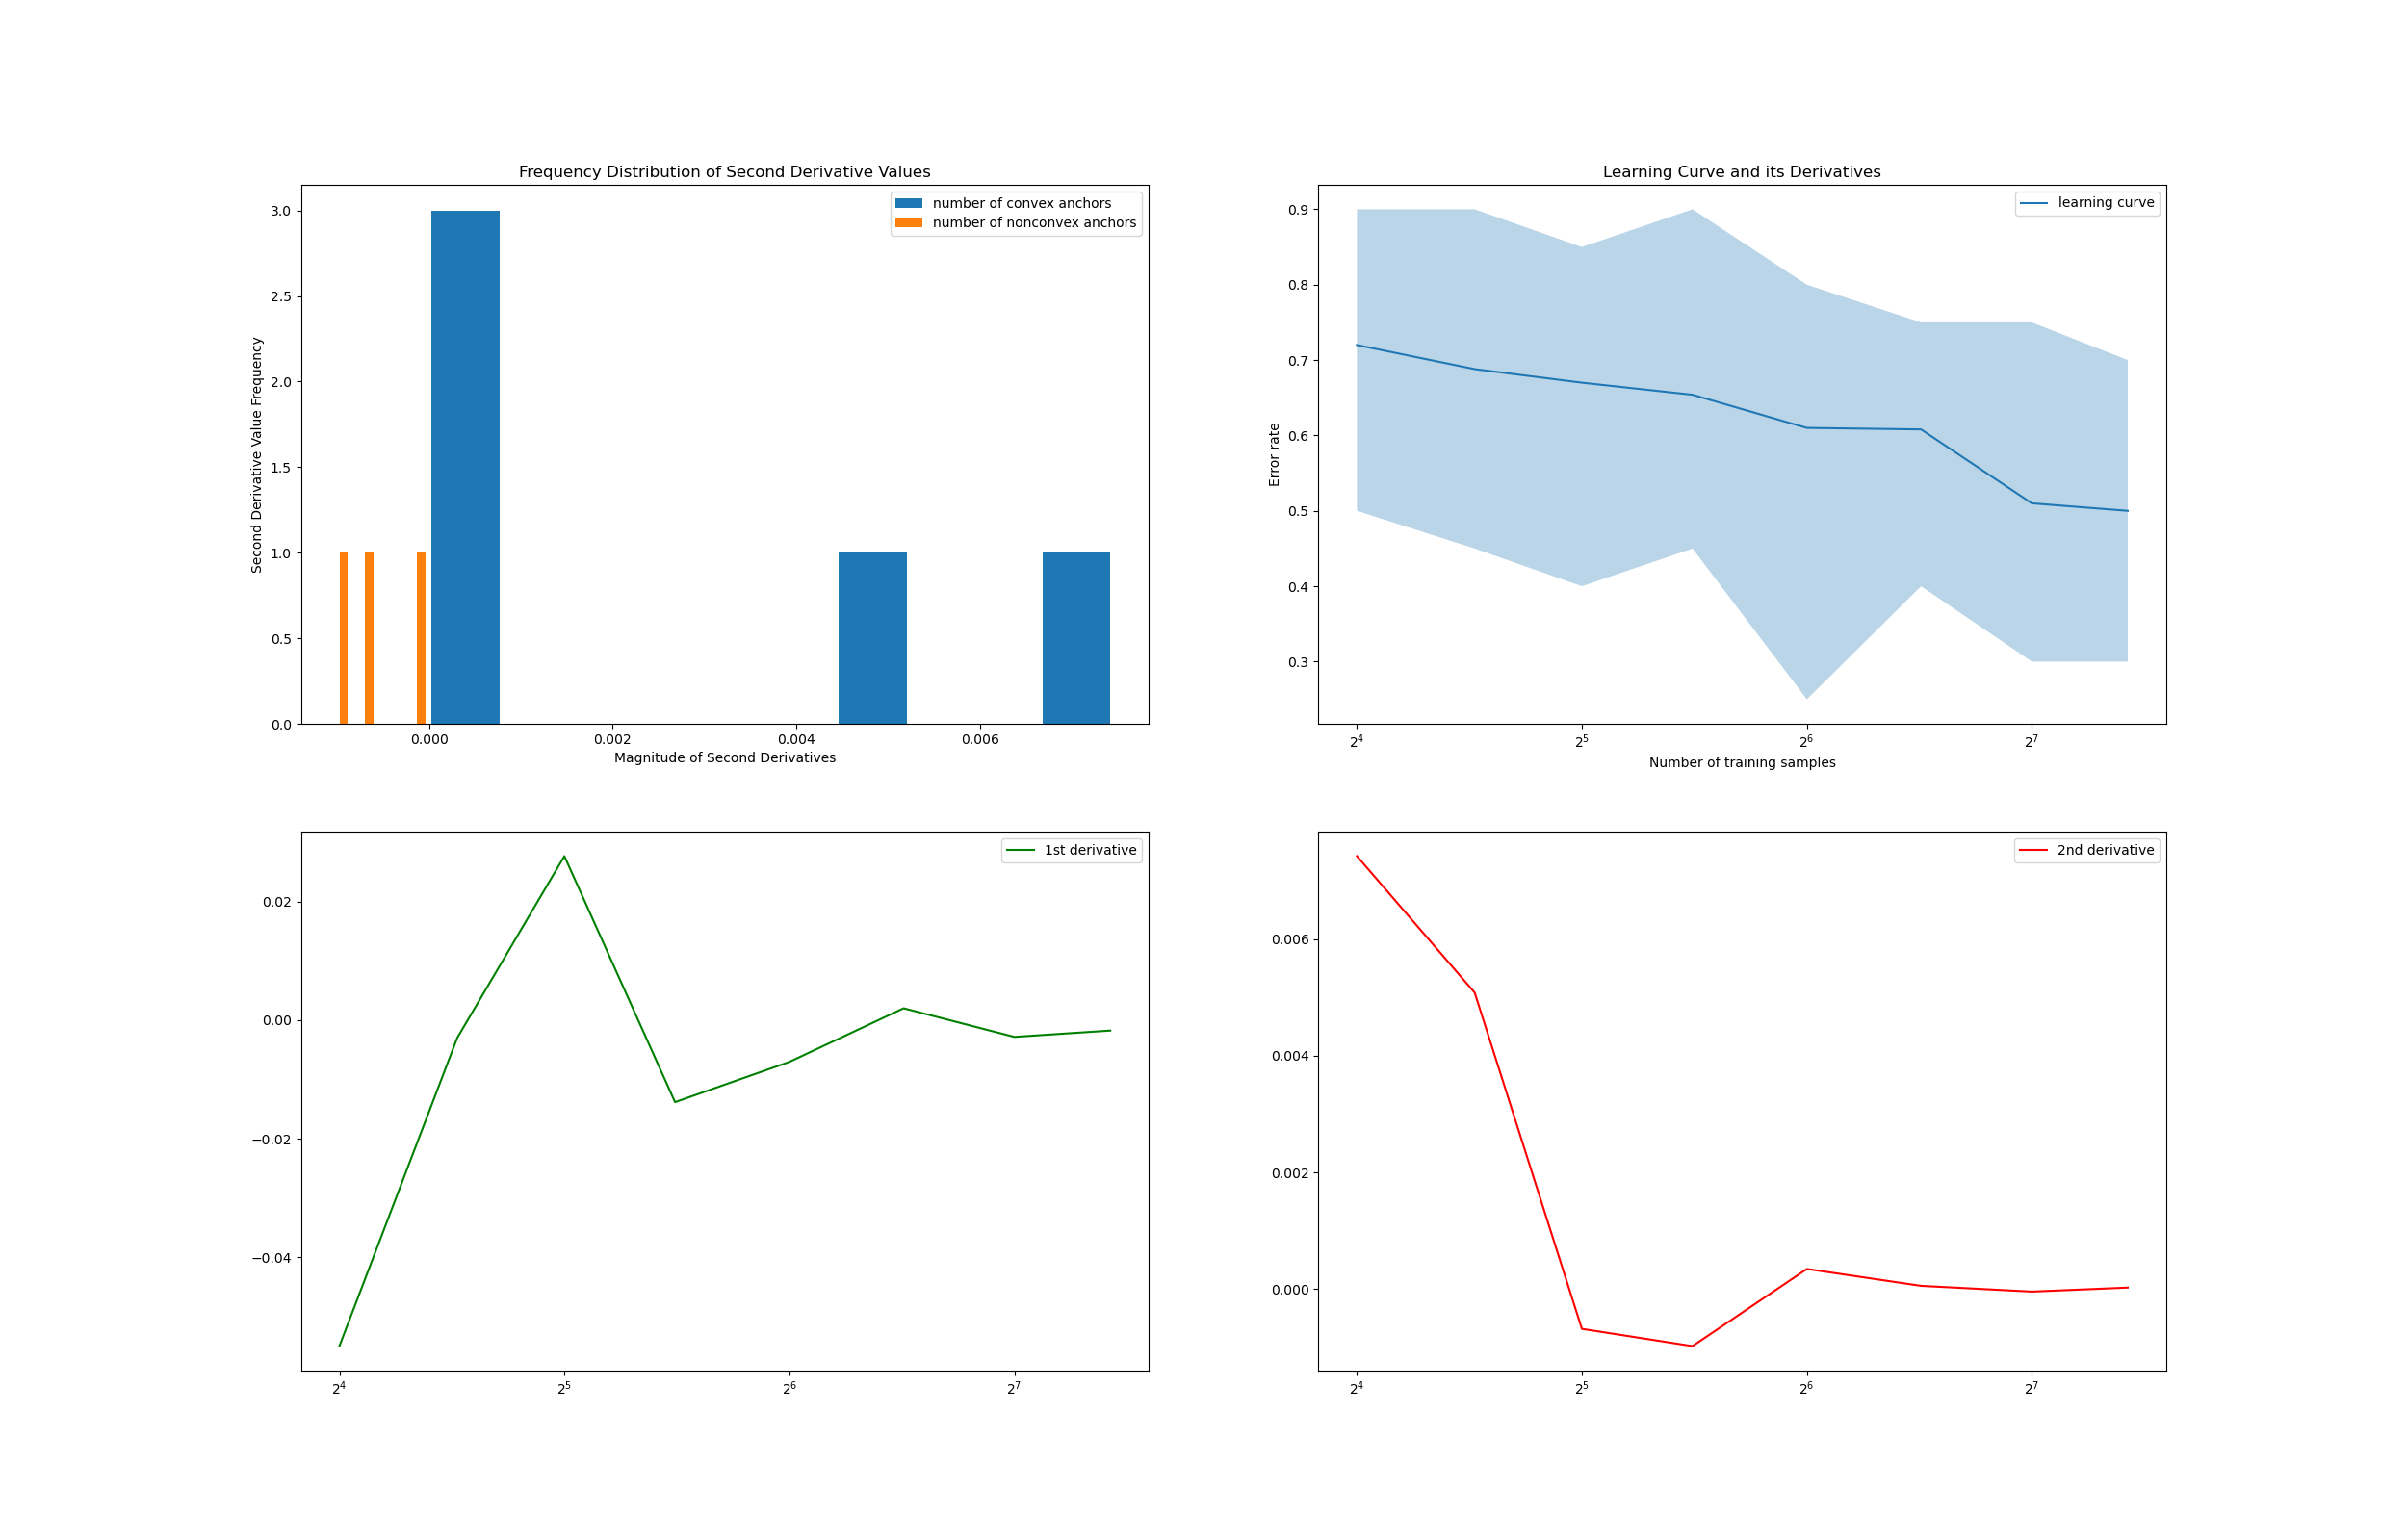 Frequency Distribution of Second Derivative Values
number of convex anchors
number of nonconvex anchors
Second Derivative Value Frequency
3.0
2.5
2.0
1.5
1.0
0.5
0.0
0.000 0.002 0.004 0.006
Magnitude of Second Derivatives
Learning Curve and its Derivatives
learning curve
Error rate
0.9
0.8
0.7
0.6
0.5
0.4
0.3
2⁴ 2⁵ 2⁶ 2⁷
Number of training samples
1st derivative
0.02
0.00
−0.02
−0.04
2⁴ 2⁵ 2⁶ 2⁷
2nd derivative
0.006
0.004
0.002
0.000
2⁴ 2⁵ 2⁶ 2⁷